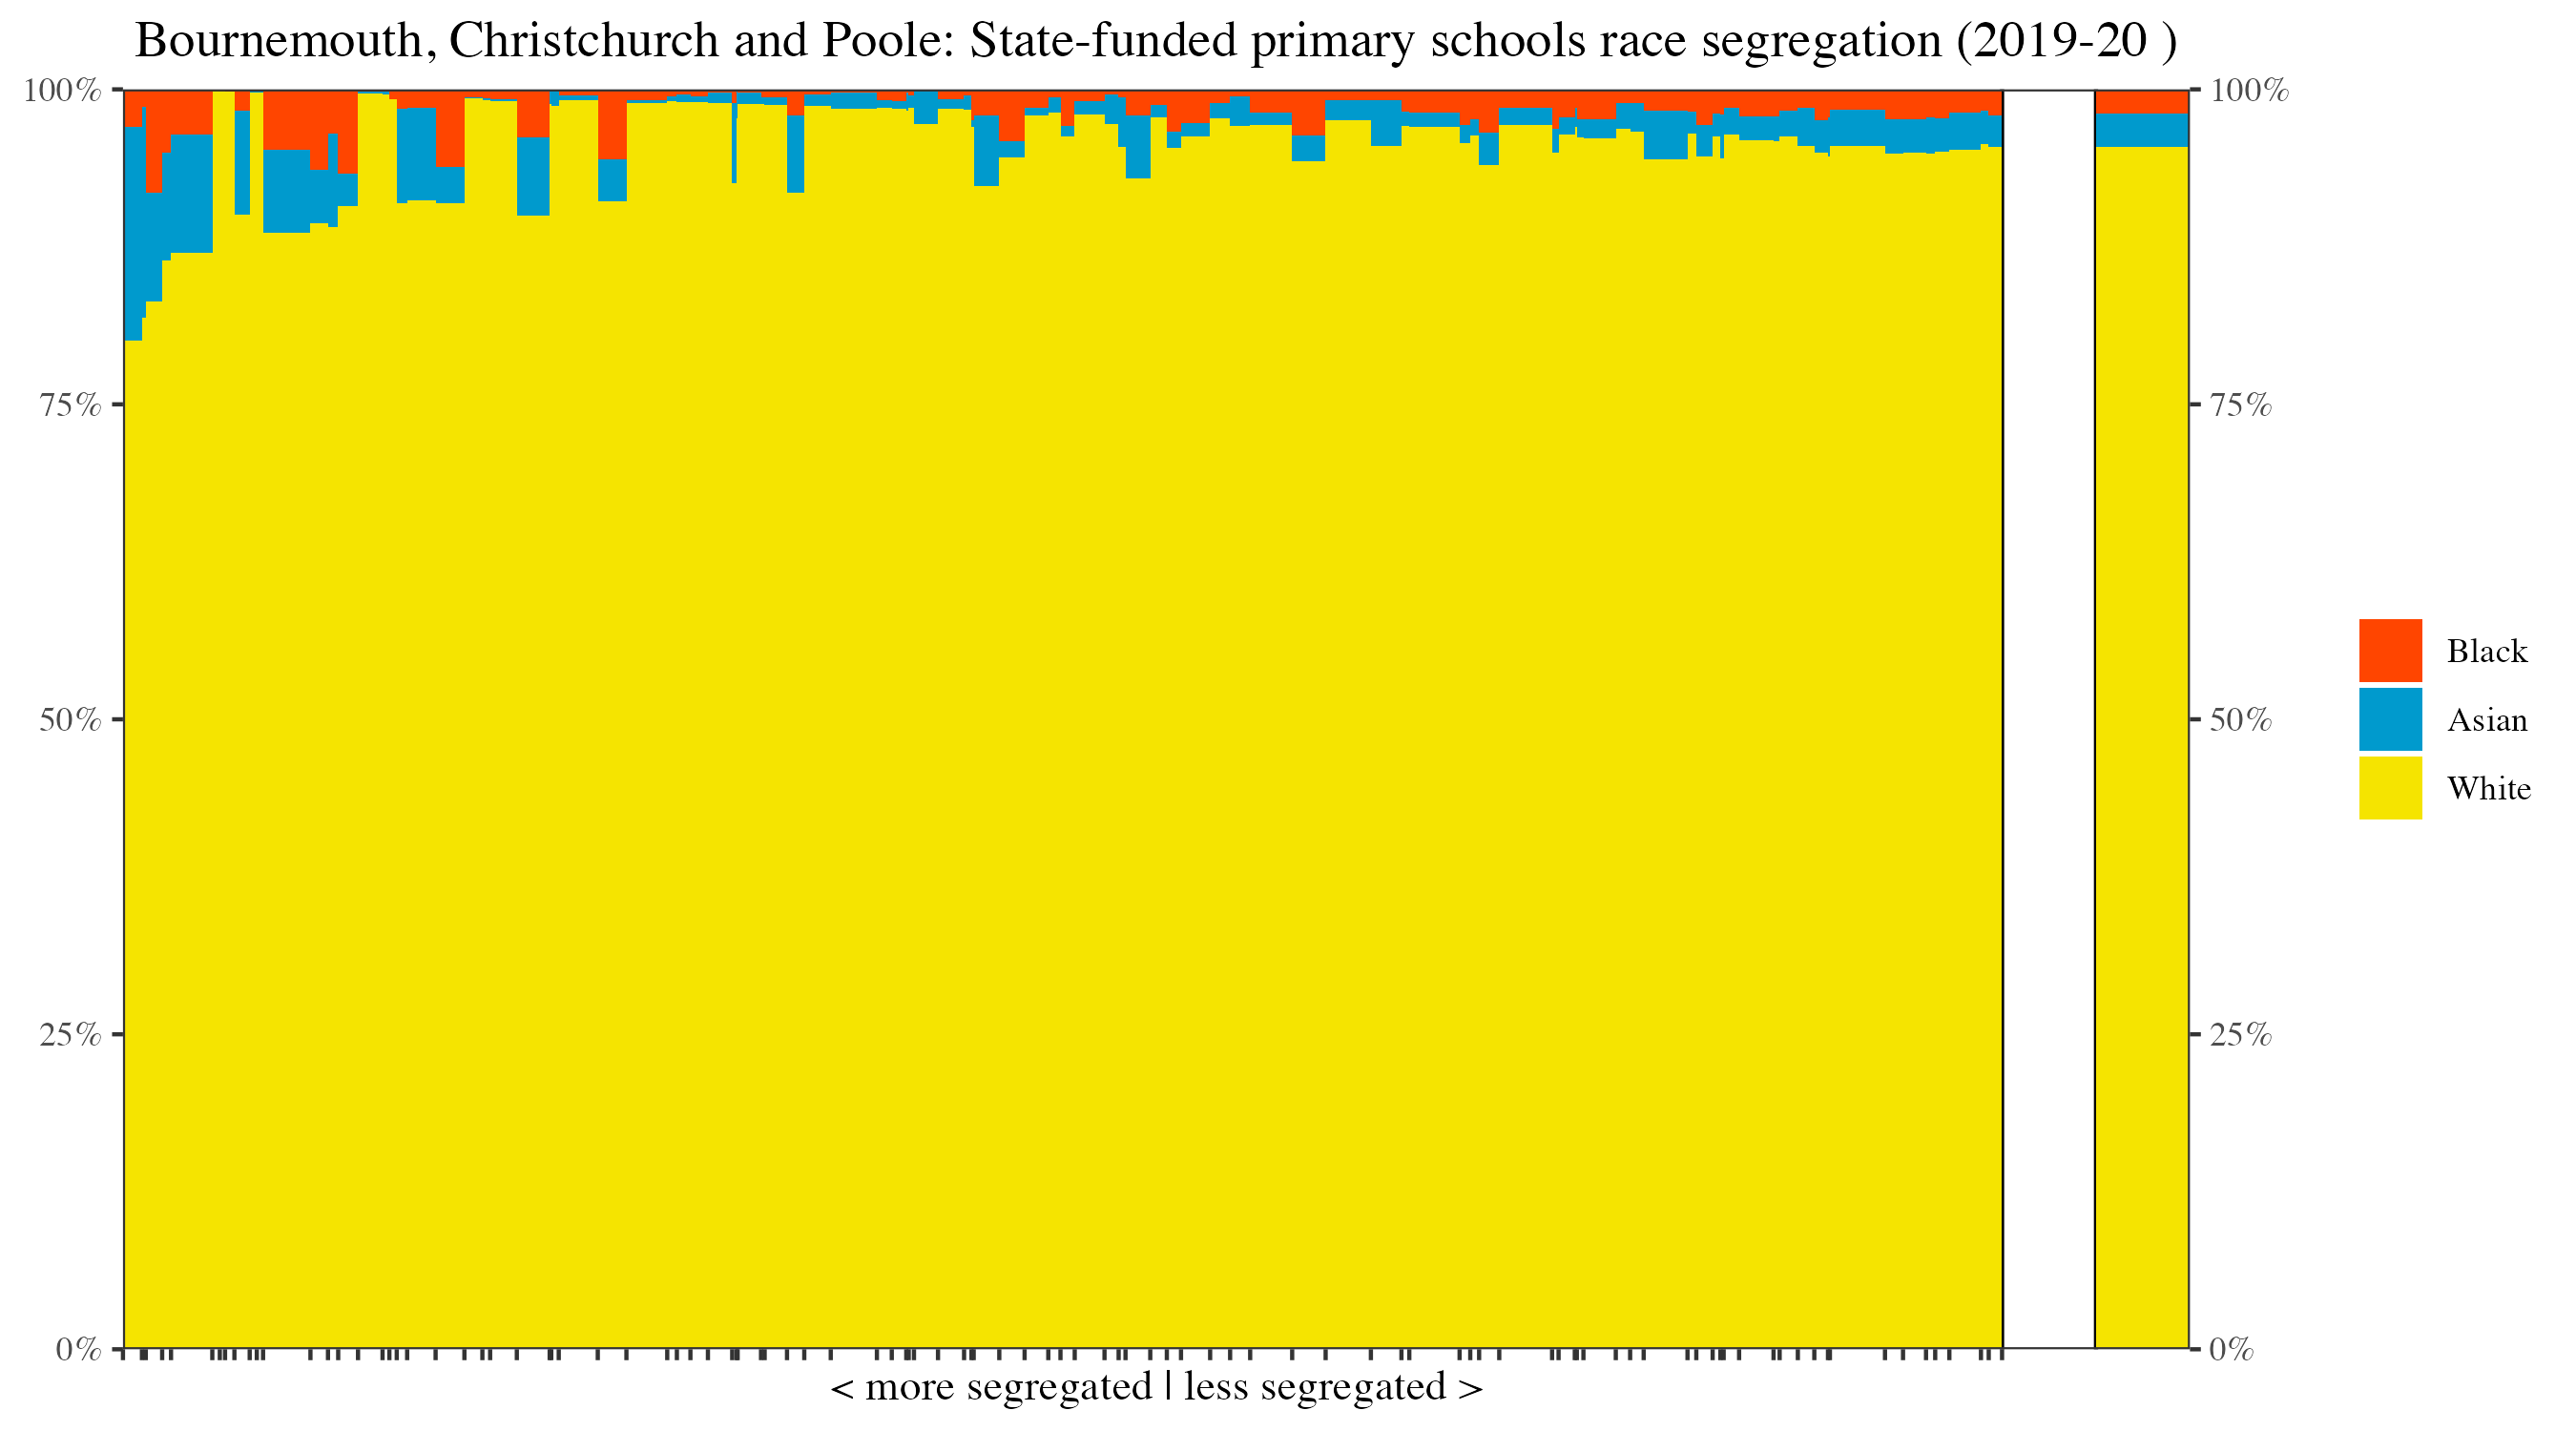 Bournemouth, Christchurch and Poole: State-funded primary schools race segregation (2019-20 )
100%
100%
75%
75%
50%
50%
25%
25%
0%
0%
Black
Asian
White
< more segregated | less segregated >